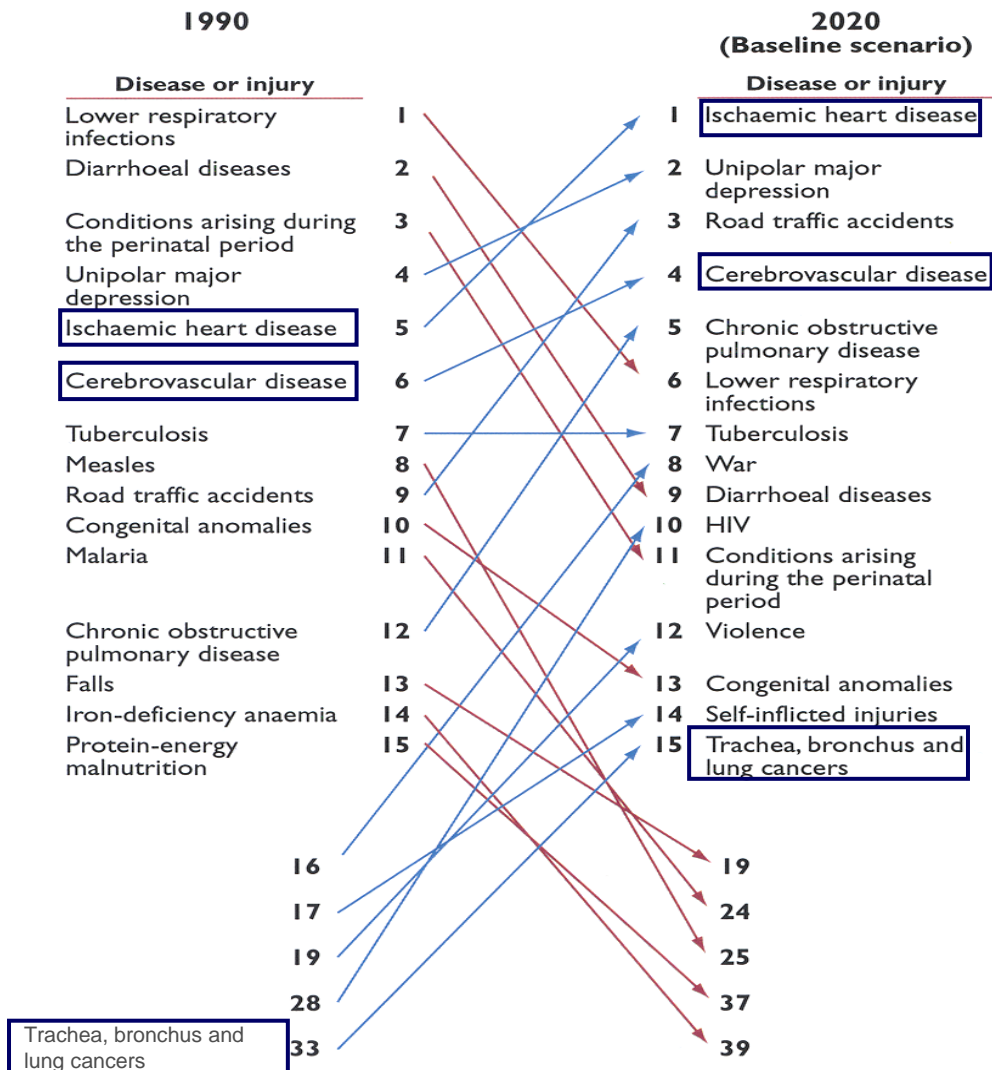 1990
2020
(Baseline scenario)
Disease or injury
Disease or injury
Lower respiratory
infections
1
Diarrhoeal diseases
2
Conditions arising during
the perinatal period
3
Unipolar major
depression
4
Ischaemic heart disease
5
Cerebrovascular disease
6
Tuberculosis
7
Measles
8
Road traffic accidents
9
Congenital anomalies
10
Malaria
11
Chronic obstructive
pulmonary disease
12
Falls
13
Iron-deficiency anaemia
14
Protein-energy
malnutrition
15
16
17
19
28
Trachea, bronchus and
lung cancers
33
1
Ischaemic heart disease
2
Unipolar major
depression
3
Road traffic accidents
4
Cerebrovascular disease
5
Chronic obstructive
pulmonary disease
6
Lower respiratory
infections
7
Tuberculosis
8
War
9
Diarrhoeal diseases
10
HIV
11
Conditions arising
during the perinatal
period
12
Violence
13
Congenital anomalies
14
Self-inflicted injuries
15
Trachea, bronchus and
lung cancers
19
24
25
37
39